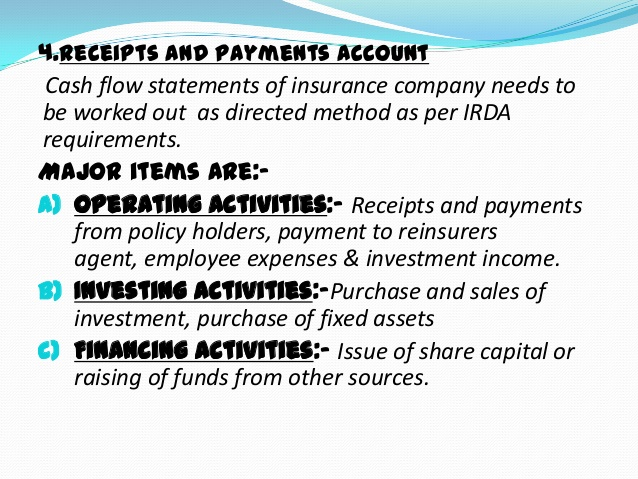 4.RECEIPTS AND PAYMENTS ACCOUNT
Cash flow statements of insurance company needs to
be worked out as directed method as per IRDA
requirements.
MAJOR ITEMS ARE:-
A) OPERATING ACTIVITIES:- Receipts and payments
from policy holders, payment to reinsurers
agent, employee expenses & investment income.
B) INVESTING ACTIVITIES:-Purchase and sales of
investment, purchase of fixed assets
C) FINANCING ACTIVITIES:- Issue of share capital or
raising of funds from other sources.